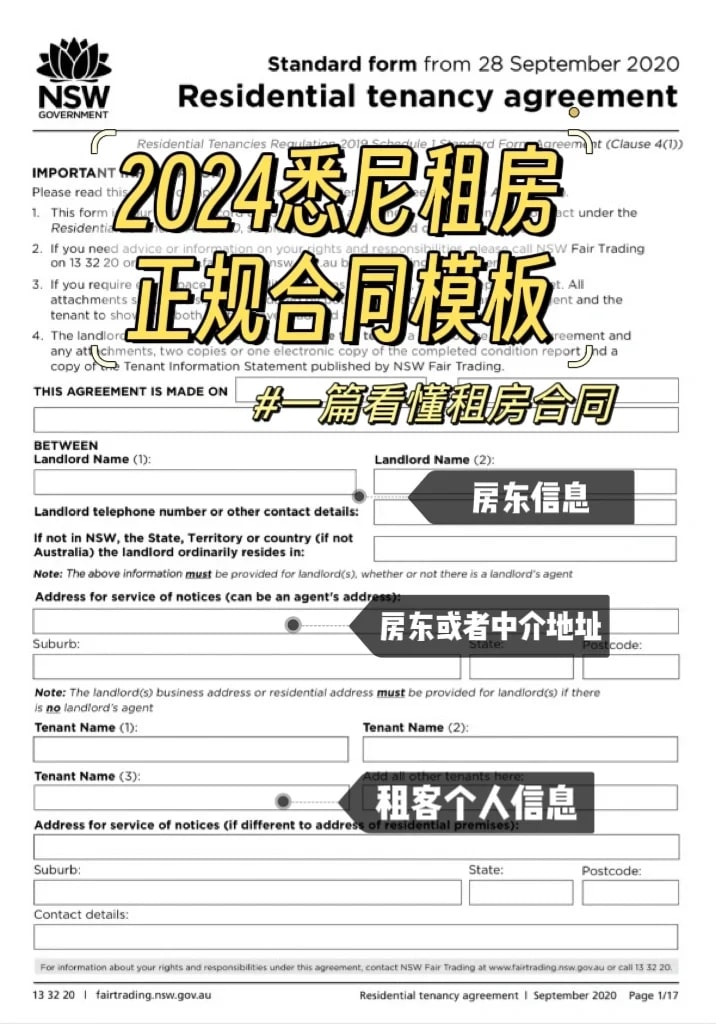 NSW
GOVERNMENT
Standard form from 28 September 2020
Residential tenancy agreement
Residential Tenancies Regulation 2019 Schedule 1 Standard Form Agreement (Clause 4(1))
2024悉尼租房
正规合同模板
#一篇看懂租房合同
IMPORTANT
Please read this
1. This form under the
2. If you need advice or information on your rights and responsibilities, please call NSW Fair Trading
on 13 32 20 or
3. If you require All
attachments and the
tenant to show both
4. The landlord agreement and
any attachments, two copies or one electronic copy of the completed condition report and a
copy of the Tenant Information Statement published by NSW Fair Trading.
THIS AGREEMENT IS MADE ON
BETWEEN
Landlord Name (1): Landlord Name (2):
房东信息
Landlord telephone number or other contact details:
If not in NSW, the State, Territory or country (if not
Australia) the landlord ordinarily resides in:
Note: The above information must be provided for landlord(s), whether or not there is a landlord's agent
Address for service of notices (can be an agent's address):
房东或者中介地址
Suburb: State: Postcode:
Note: The landlord(s) business address or residential address must be provided for landlord(s) if there
is no landlord's agent
Tenant Name (1): Tenant Name (2):
Tenant Name (3): Add all other tenants here:
租客个人信息
Address for service of notices (if different to address of residential premises):
Suburb: State: Postcode:
Contact details:
For information about your rights and responsibilities under this agreement, contact NSW Fair Trading at www.fairtrading.nsw.gov.au or call 13 32 20.
13 32 20 | fairtrading.nsw.gov.au Residential tenancy agreement | September 2020 Page 1/17